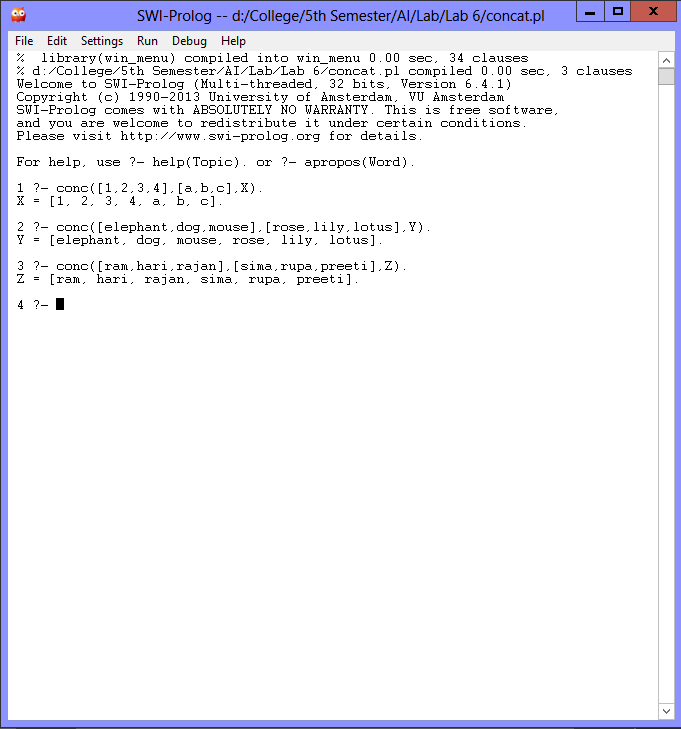 SWI-Prolog -- d:/College/5th Semester/AI/Lab/Lab 6/concat.pl
File Edit Settings Run Debug Help
%  library(win_menu) compiled into win_menu 0.00 sec, 34 clauses
% d:/College/5th Semester/AI/Lab/Lab 6/concat.pl compiled 0.00 sec, 3 clauses
Welcome to SWI-Prolog (Multi-threaded, 32 bits, Version 6.4.1)
Copyright (c) 1990-2013 University of Amsterdam, VU Amsterdam
SWI-Prolog comes with ABSOLUTELY NO WARRANTY. This is free software,
and you are welcome to redistribute it under certain conditions.
Please visit http://www.swi-prolog.org for details.
For help, use ?- help(Topic). or ?- apropos(Word).
1 ?- conc([1,2,3,4],[a,b,c],X).
X = [1, 2, 3, 4, a, b, c].
2 ?- conc([elephant,dog,mouse],[rose,lily,lotus],Y).
Y = [elephant, dog, mouse, rose, lily, lotus].
3 ?- conc([ram,hari,rajan],[sima,rupa,preeti],Z).
Z = [ram, hari, rajan, sima, rupa, preeti].
4 ?-